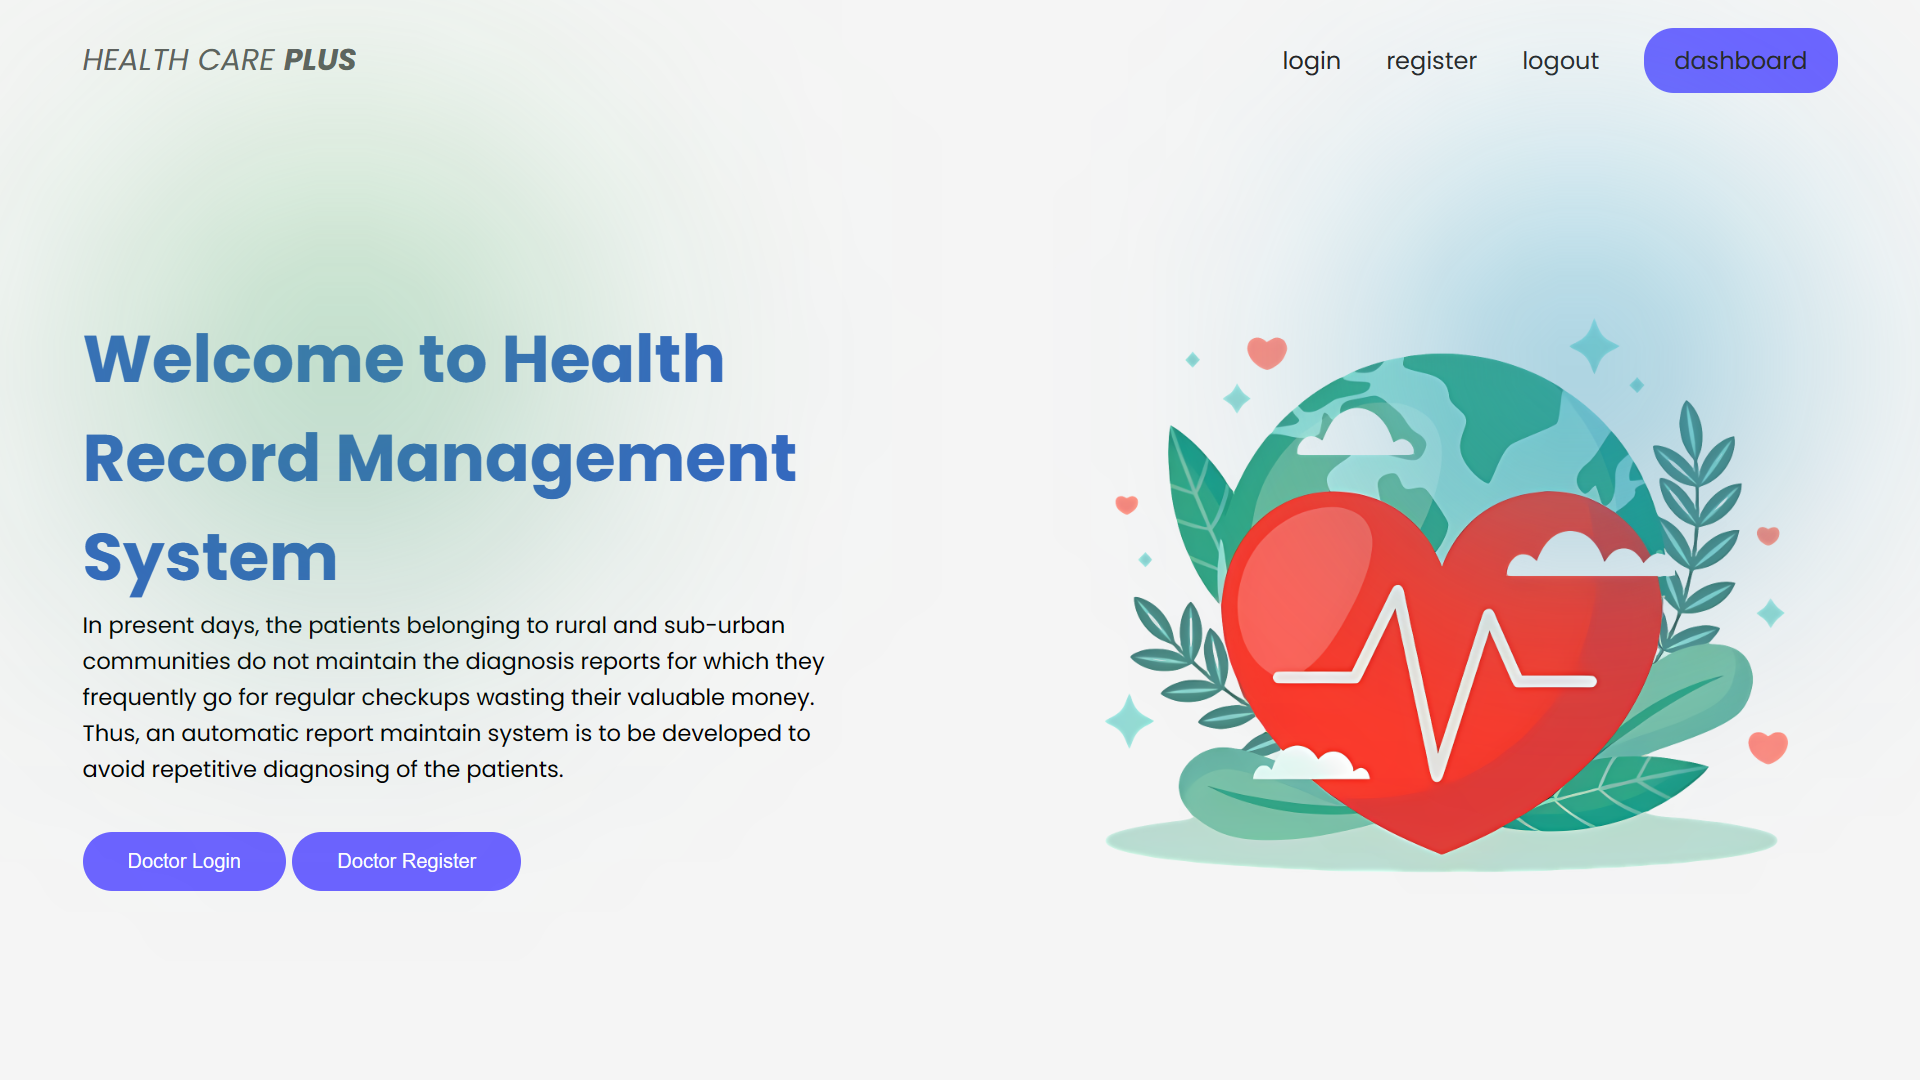 HEALTH CARE PLUS
login register logout dashboard
Welcome to Health
Record Management
System
In present days, the patients belonging to rural and sub-urban
communities do not maintain the diagnosis reports for which they
frequently go for regular checkups wasting their valuable money.
Thus, an automatic report maintain system is to be developed to
avoid repetitive diagnosing of the patients.
Doctor Login Doctor Register